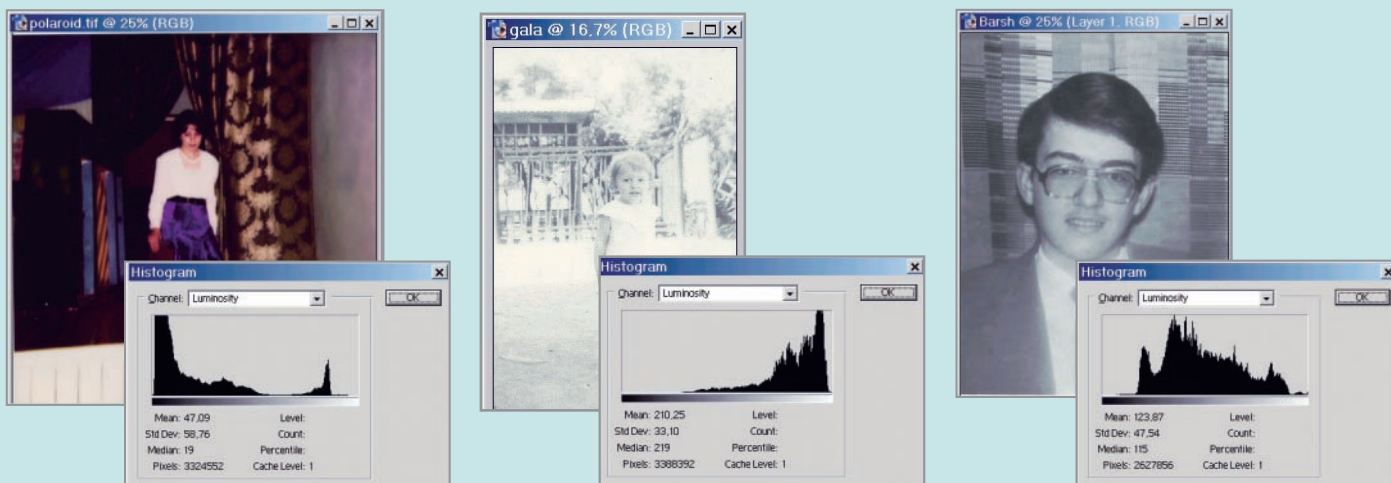 polaroid.tif @ 25% (RGB)
Histogram
Channel: Luminosity
OK
Mean: 47,09 Level:
Std Dev: 58,76 Count:
Median: 19 Percentile:
Pixels: 3324552 Cache Level: 1
gala @ 16,7% (RGB)
Histogram
Channel: Luminosity
OK
Mean: 210,25 Level:
Std Dev: 33,10 Count:
Median: 219 Percentile:
Pixels: 3388392 Cache Level: 1
Barsh @ 25% (Layer 1, RGB)
Histogram
Channel: Luminosity
OK
Mean: 123,87 Level:
Std Dev: 47,54 Count:
Median: 115 Percentile:
Pixels: 2627856 Cache Level: 1